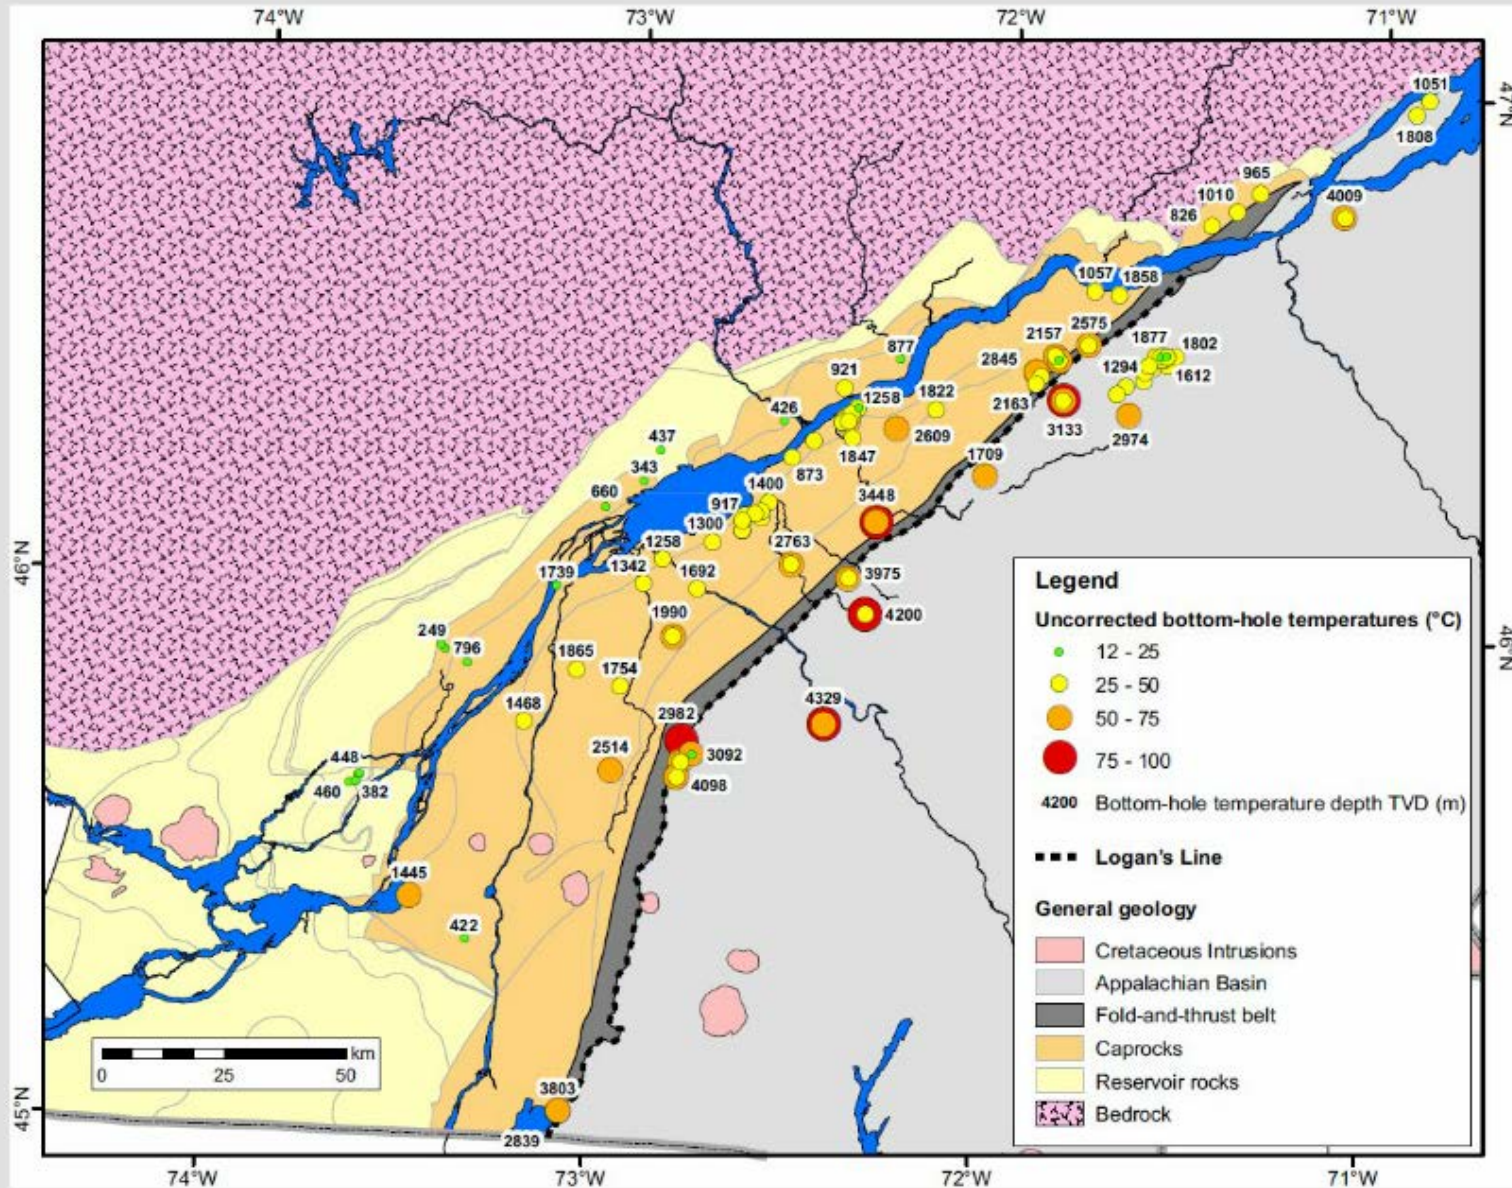 74°W
73°W
72°W
71°W
47°N
1051
1808
965
1010
826
4009
1057
1858
2157
2575
1877
1802
877
2845
1294
1612
921
1258
1822
2163
426
3133
2974
2609
437
1847
873
1709
343
1400
660
917
3448
1300
1258
2763
46°N
1739
1342
1692
3975
4200
249
796
1990
46°N
1865
1754
1468
4329
2982
2514
3092
448
460
382
4098
1445
422
3803
2839
45°N
km
0
25
50
Legend
Uncorrected bottom-hole temperatures (°C)
12 - 25
25 - 50
50 - 75
75 - 100
4200 Bottom-hole temperature depth TVD (m)
Logan's Line
General geology
Cretaceous Intrusions
Appalachian Basin
Fold-and-thrust belt
Caprocks
Reservoir rocks
Bedrock
74°W
73°W
72°W
71°W